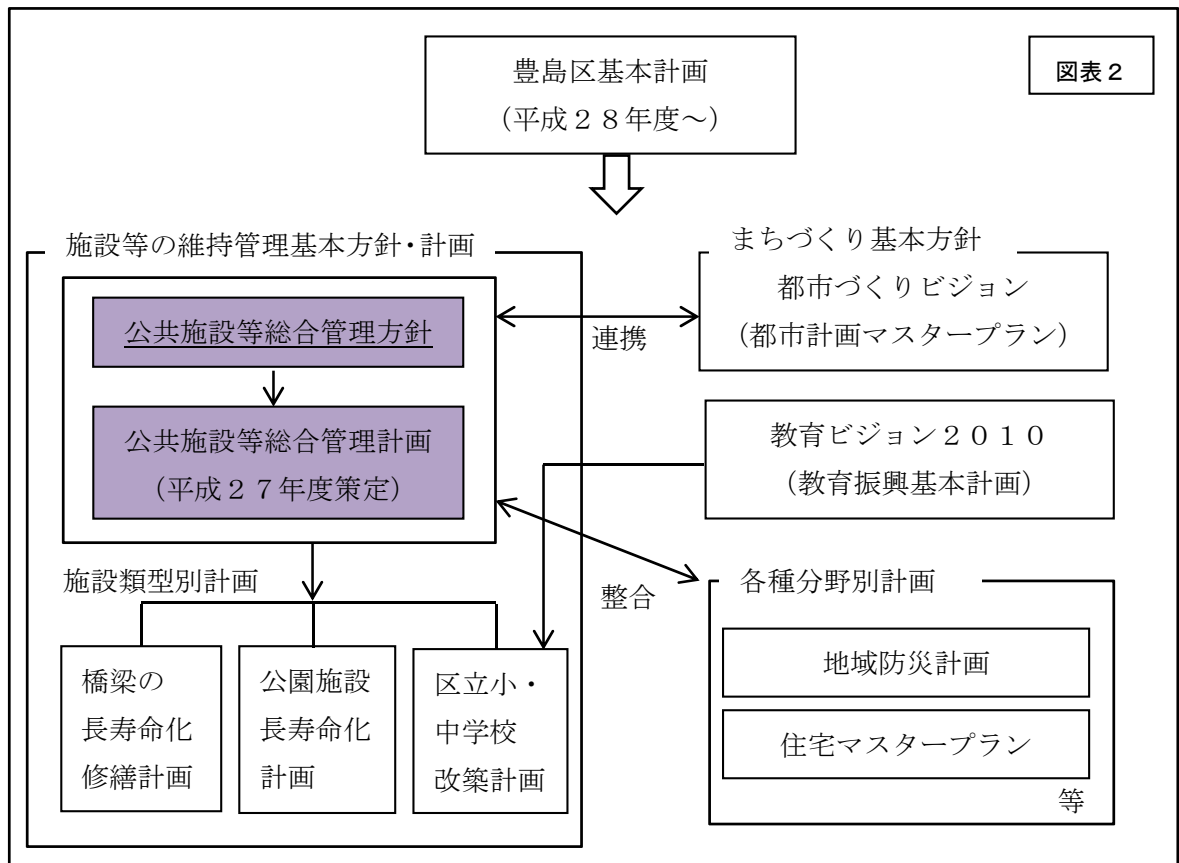 豊島区基本計画
（平成２８年度～）
図表２
施設等の維持管理基本方針・計画
公共施設等総合管理方針
公共施設等総合管理計画
（平成２７年度策定）
連携
まちづくり基本方針
都市づくりビジョン
（都市計画マスタープラン）
教育ビジョン２０１０
（教育振興基本計画）
施設類型別計画
橋梁の
長寿命化
修繕計画
公園施設
長寿命化
計画
区立小・
中学校
改築計画
整合
各種分野別計画
地域防災計画
住宅マスタープラン
等